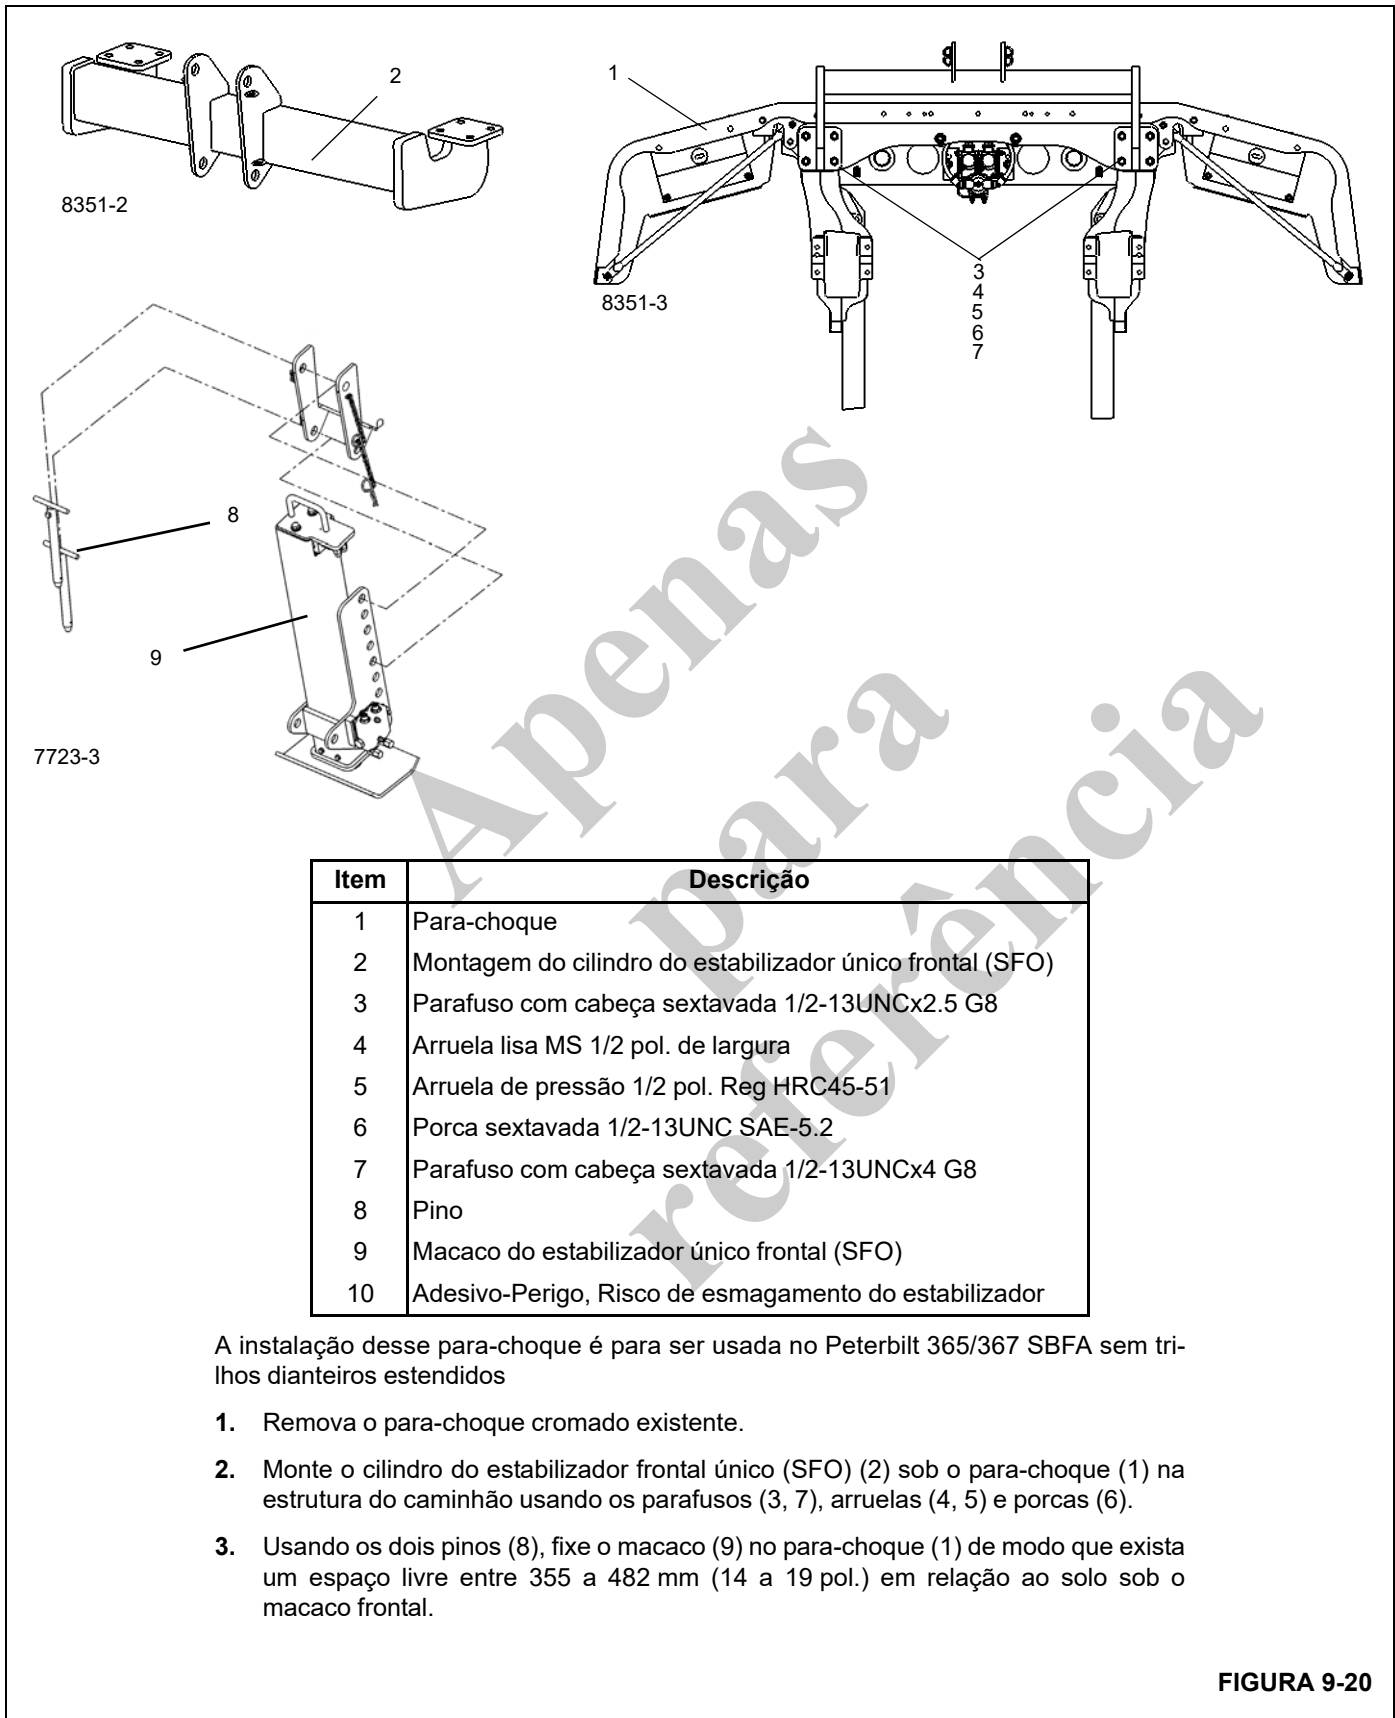 2
8351-2
1
8351-3
3
4
5
6
7
8
9
7723-3
Apenas
para
referência
Item Descrição
1 Para-choque
2 Montagem do cilindro do estabilizador único frontal (SFO)
3 Parafuso com cabeça sextavada 1/2-13UNCx2.5 G8
4 Arruela lisa MS 1/2 pol. de largura
5 Arruela de pressão 1/2 pol. Reg HRC45-51
6 Porca sextavada 1/2-13UNC SAE-5.2
7 Parafuso com cabeça sextavada 1/2-13UNCx4 G8
8 Pino
9 Macaco do estabilizador único frontal (SFO)
10 Adesivo-Perigo, Risco de esmagamento do estabilizador
A instalação desse para-choque é para ser usada no Peterbilt 365/367 SBFA sem tri-
lhos dianteiros estendidos
1. Remova o para-choque cromado existente.
2. Monte o cilindro do estabilizador frontal único (SFO) (2) sob o para-choque (1) na
estrutura do caminhão usando os parafusos (3, 7), arruelas (4, 5) e porcas (6).
3. Usando os dois pinos (8), fixe o macaco (9) no para-choque (1) de modo que exista
um espaço livre entre 355 a 482 mm (14 a 19 pol.) em relação ao solo sob o
macaco frontal.
FIGURA 9-20